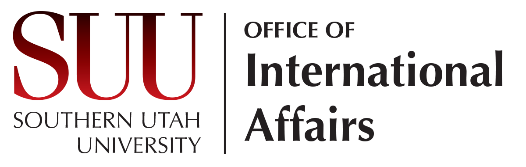 SUU
SOUTHERN UTAH
UNIVERSITY
OFFICE OF
International
Affairs